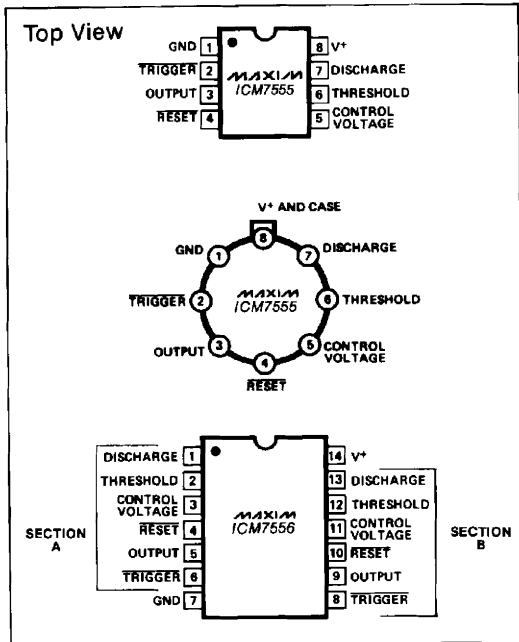 Top View
GND 1
TRIGGER 2
OUTPUT 3
RESET 4
MAXIM
ICM7555
8 V+
7 DISCHARGE
6 THRESHOLD
5 CONTROL
VOLTAGE
V+ AND CASE
8
GND 1
7 DISCHARGE
TRIGGER 2
MAXIM
ICM7555
6 THRESHOLD
OUTPUT 3
5 CONTROL
VOLTAGE
4
RESET
SECTION
A
DISCHARGE 1
THRESHOLD 2
CONTROL
VOLTAGE 3
RESET 4
OUTPUT 5
TRIGGER 6
GND 7
MAXIM
ICM7556
14 V+
13 DISCHARGE
12 THRESHOLD
11 CONTROL
VOLTAGE
10 RESET
9 OUTPUT
8 TRIGGER
SECTION
B